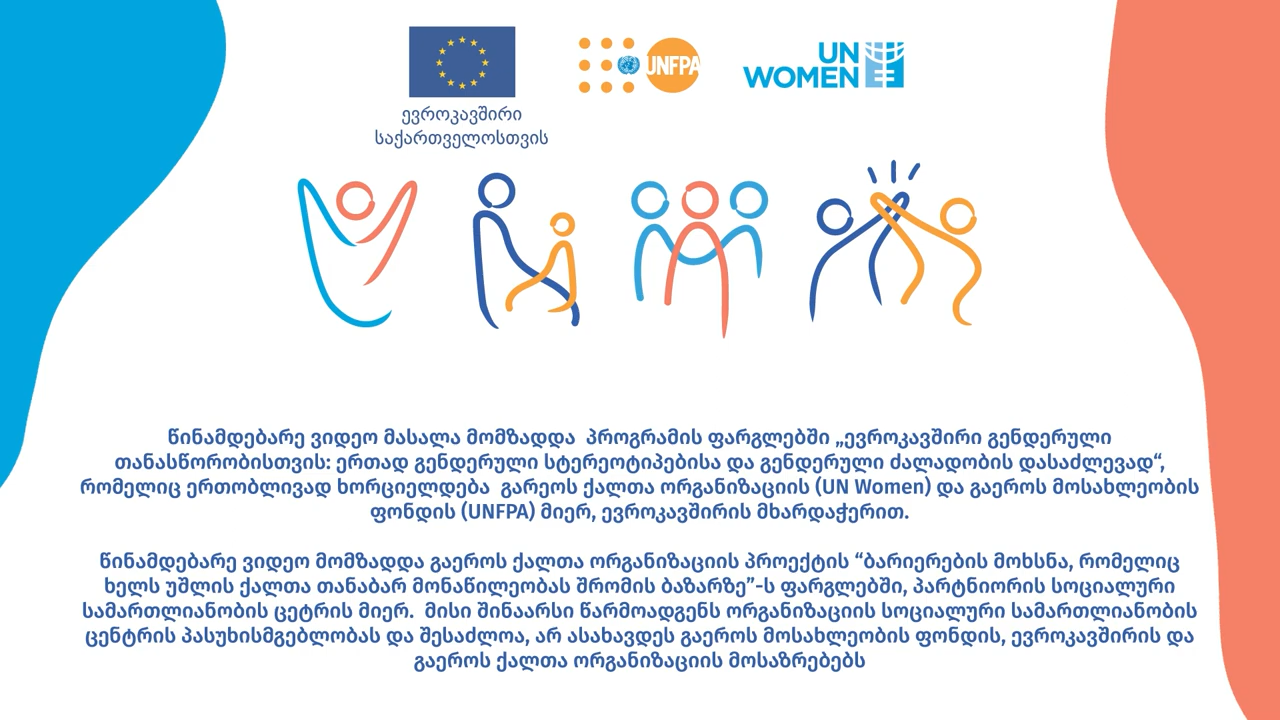 UNFPA
UN
WOMEN
ევროკავშირი
საქართველოსთვის
წინამდებარე ვიდეო მასალა მომზადდა  პროგრამის ფარგლებში „ევროკავშირი გენდერული
თანასწორობისთვის: ერთად გენდერული სტერეოტიპებისა და გენდერული ძალადობის დასაძლევად“,
რომელიც ერთობლივად ხორციელდება  გარეოს ქალთა ორგანიზაციის (UN Women) და გაეროს მოსახლეობის
ფონდის (UNFPA) მიერ, ევროკავშირის მხარდაჭერით.
წინამდებარე ვიდეო მომზადდა გაეროს ქალთა ორგანიზაციის პროექტის “ბარიერების მოხსნა, რომელიც
ხელს უშლის ქალთა თანაბარ მონაწილეობას შრომის ბაზარზე”-ს ფარგლებში, პარტნიორის სოციალური
სამართლიანობის ცეტრის მიერ.  მისი შინაარსი წარმოადგენს ორგანიზაციის სოციალური სამართლიანობის
ცენტრის პასუხისმგებლობას და შესაძლოა, არ ასახავდეს გაეროს მოსახლეობის ფონდის, ევროკავშირის და
გაეროს ქალთა ორგანიზაციის მოსაზრებებს